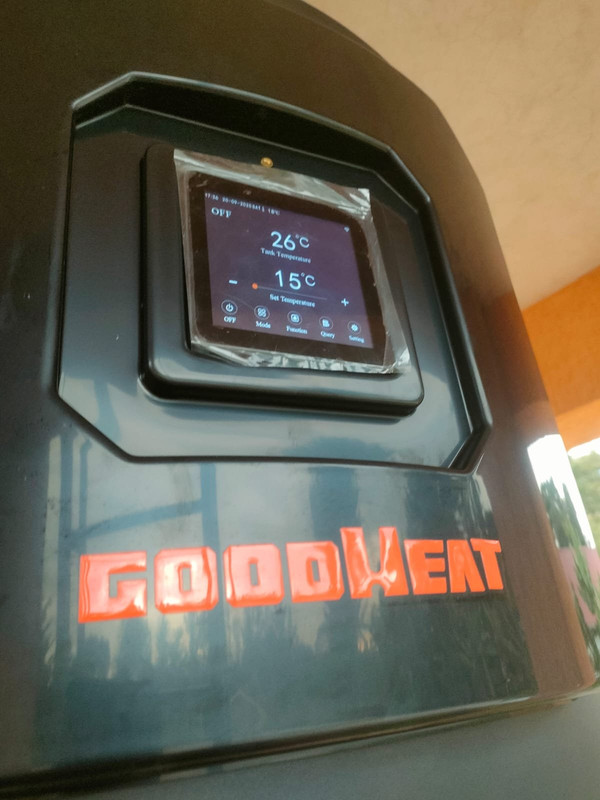 OFF
26°C
Tank Temperature
15°C
− +
Set Temperature
OFF Mode Function Query Setting
GOODHEAT